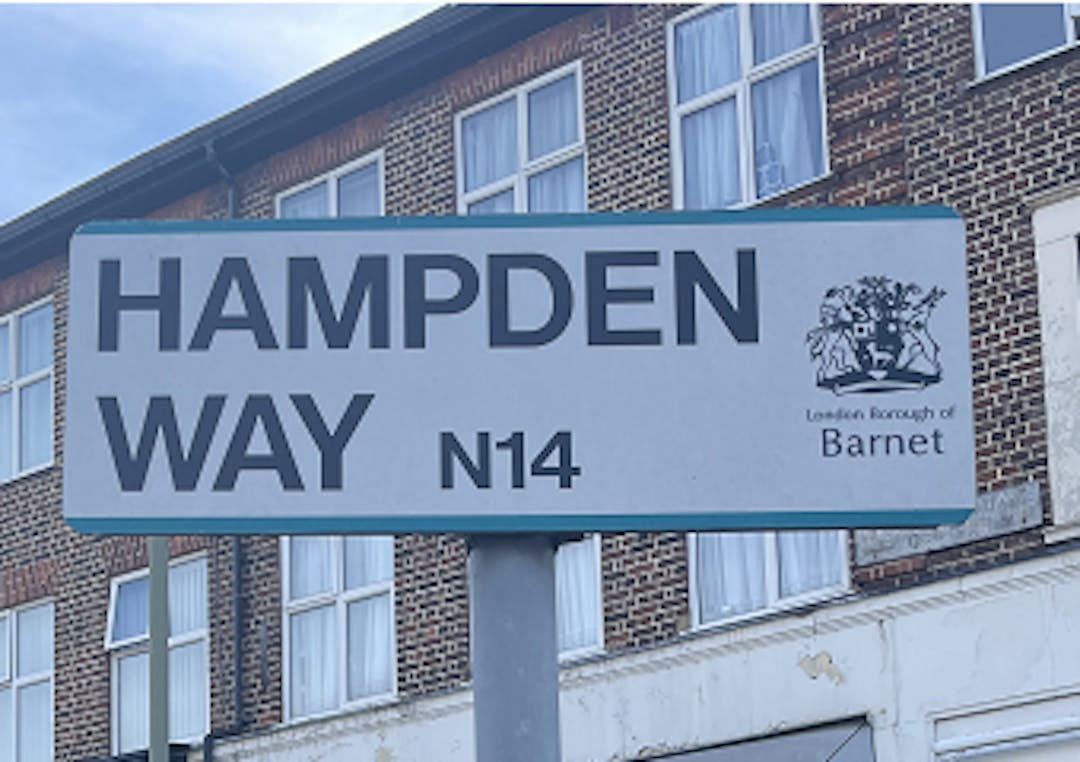 HAMPDEN
WAY N14
London Borough of
Barnet